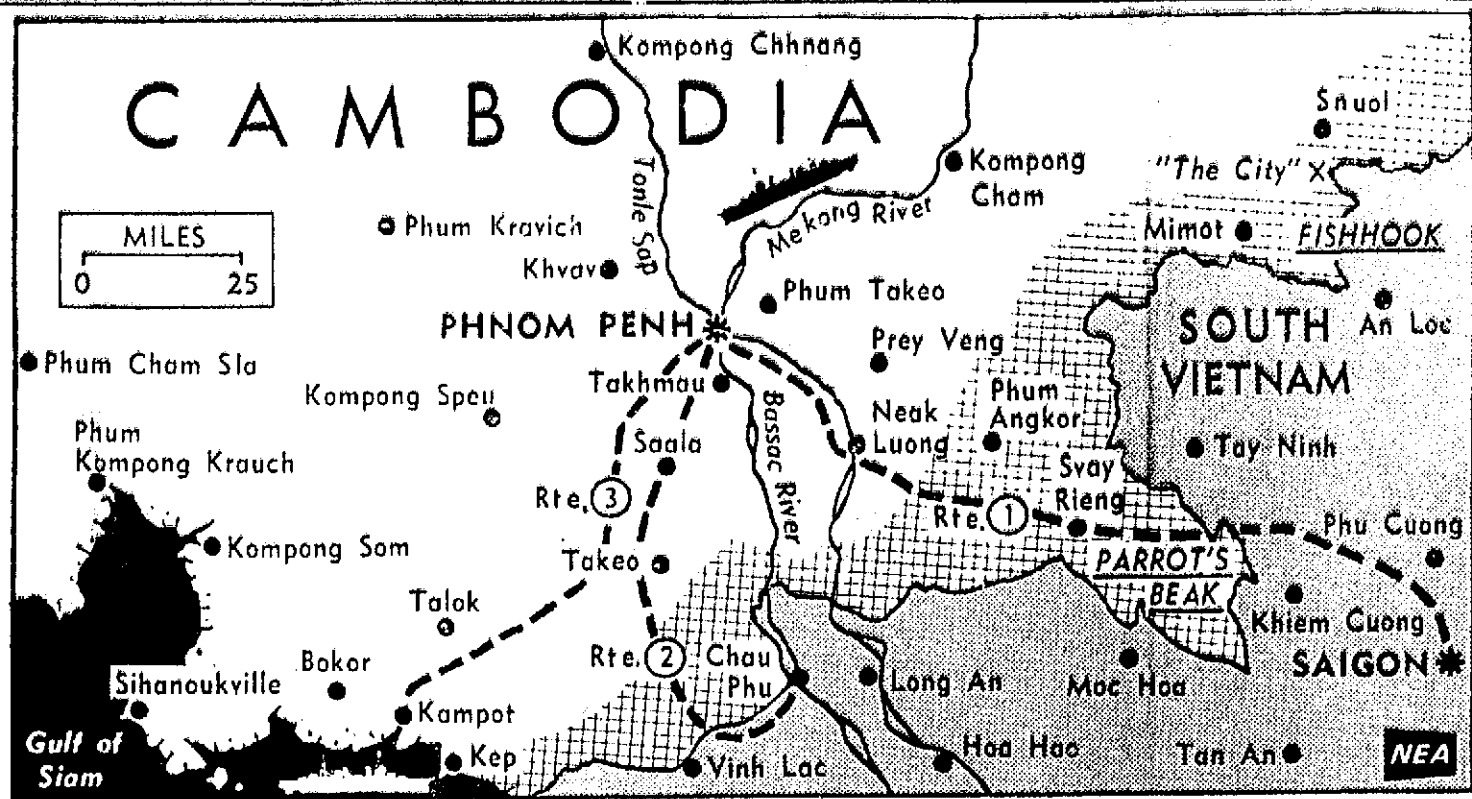 Kompong Chhnang
CAMBODIA
Snuol
"The City" X
Kompong
Cham
Tonle Sap
Mekong River
Mimot
FISHHOOK
MILES
0 25
Phum Kravich
Khvav
Phum Takeo
An Loc
PHNOM PENH
SOUTH
VIETNAM
Prey Veng
Phum Cham Sla
Takhmau
Kompong Speu
Bassac River
Neak
Luong
Phum
Angkor
Phum
Kompong Krauch
Saala
Tay Ninh
Svay
Rieng
Rte. 3
Rte. 1
Phu Cuong
Kompong Som
Takeo
PARROT'S
BEAK
Talok
Khiem Cuong
Rte. 2
Chau
Phu
Bokor
Sihanoukville
SAIGON
Long An
Moc Hoa
Kampot
Gulf of
Siam
Kep
Vinh Lac
Hoa Hao
Tan An
NEA